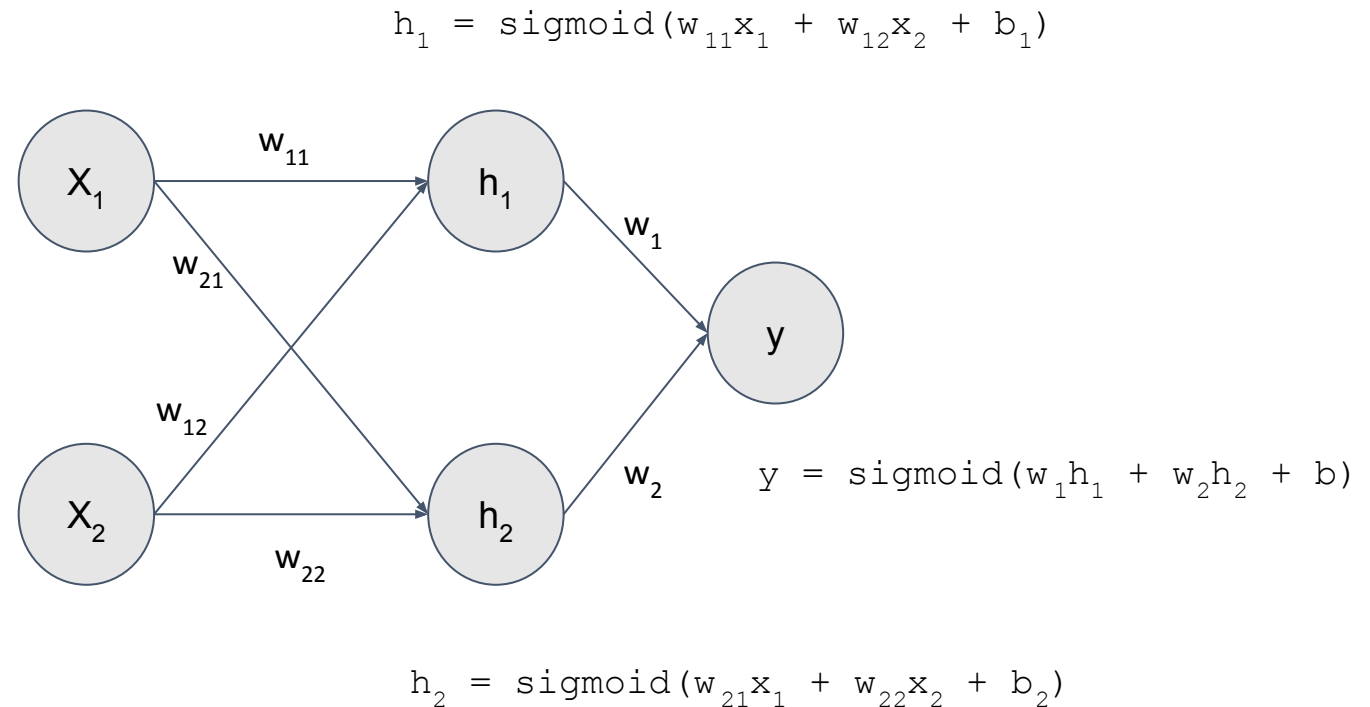 h₁ = sigmoid(w₁₁x₁ + w₁₂x₂ + b₁)
w₁₁
X₁
h₁
w₁
w₂₁
y
w₁₂
w₂
y = sigmoid(w₁h₁ + w₂h₂ + b)
X₂
h₂
w₂₂
h₂ = sigmoid(w₂₁x₁ + w₂₂x₂ + b₂)